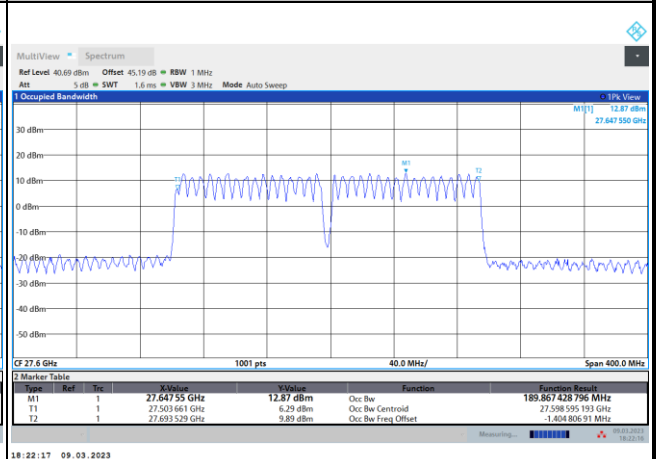 MultiView Spectrum
Ref Level 40.69 dBm Offset 45.19 dB RBW 1 MHz
Att 5 dB SWT 1.6 ms VBW 3 MHz Mode Auto Sweep
1 Occupied Bandwidth 1Pk View
M1[1] 12.87 dBm
27.647 550 GHz
30 dBm
20 dBm
M1
T1 T2
10 dBm
0 dBm
-10 dBm
-20 dBm
-30 dBm
-40 dBm
-50 dBm
CF 27.6 GHz 1001 pts 40.0 MHz/ Span 400.0 MHz
2 Marker Table
Type Ref Trc X-Value Y-Value Function Function Result
M1 1 27.647 55 GHz 12.87 dBm Occ Bw 189.867 428 796 MHz
T1 1 27.503 661 GHz 6.29 dBm Occ Bw Centroid 27.598 595 193 GHz
T2 1 27.693 529 GHz 9.89 dBm Occ Bw Freq Offset -1.404 806 91 MHz
Measuring... 09.03.2023
18:22:16
18:22:17 09.03.2023